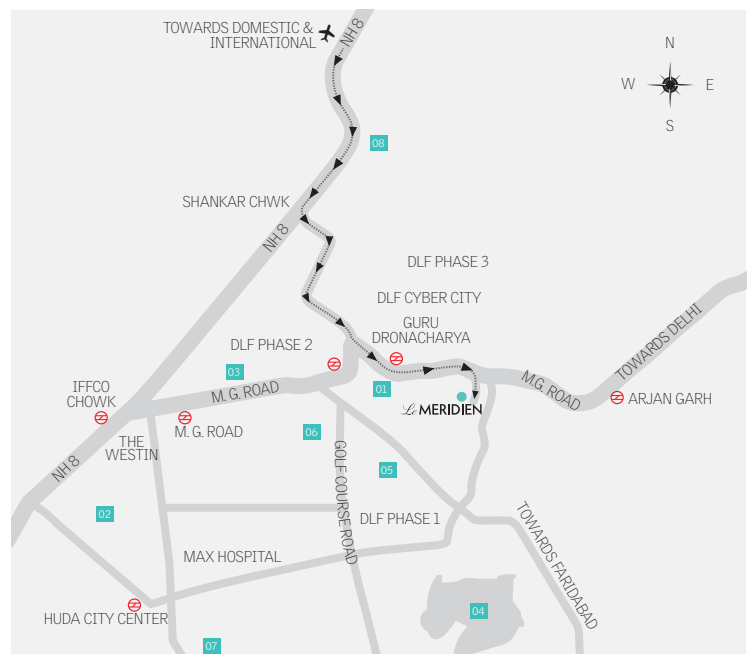 TOWARDS DOMESTIC &
INTERNATIONAL
NH 8
N
W
E
S
08
SHANKAR CHWK
NH 8
DLF PHASE 3
DLF CYBER CITY
GURU
DRONACHARYA
DLF PHASE 2
TOWARDS DELHI
03
01
IFFCO
CHOWK
M. G. ROAD
M.G. ROAD
ARJAN GARH
Le MERIDIEN
M. G. ROAD
THE
WESTIN
06
NH 8
05
GOLF COURSE ROAD
02
DLF PHASE 1
TOWARDS FARIDABAD
MAX HOSPITAL
04
HUDA CITY CENTER
07